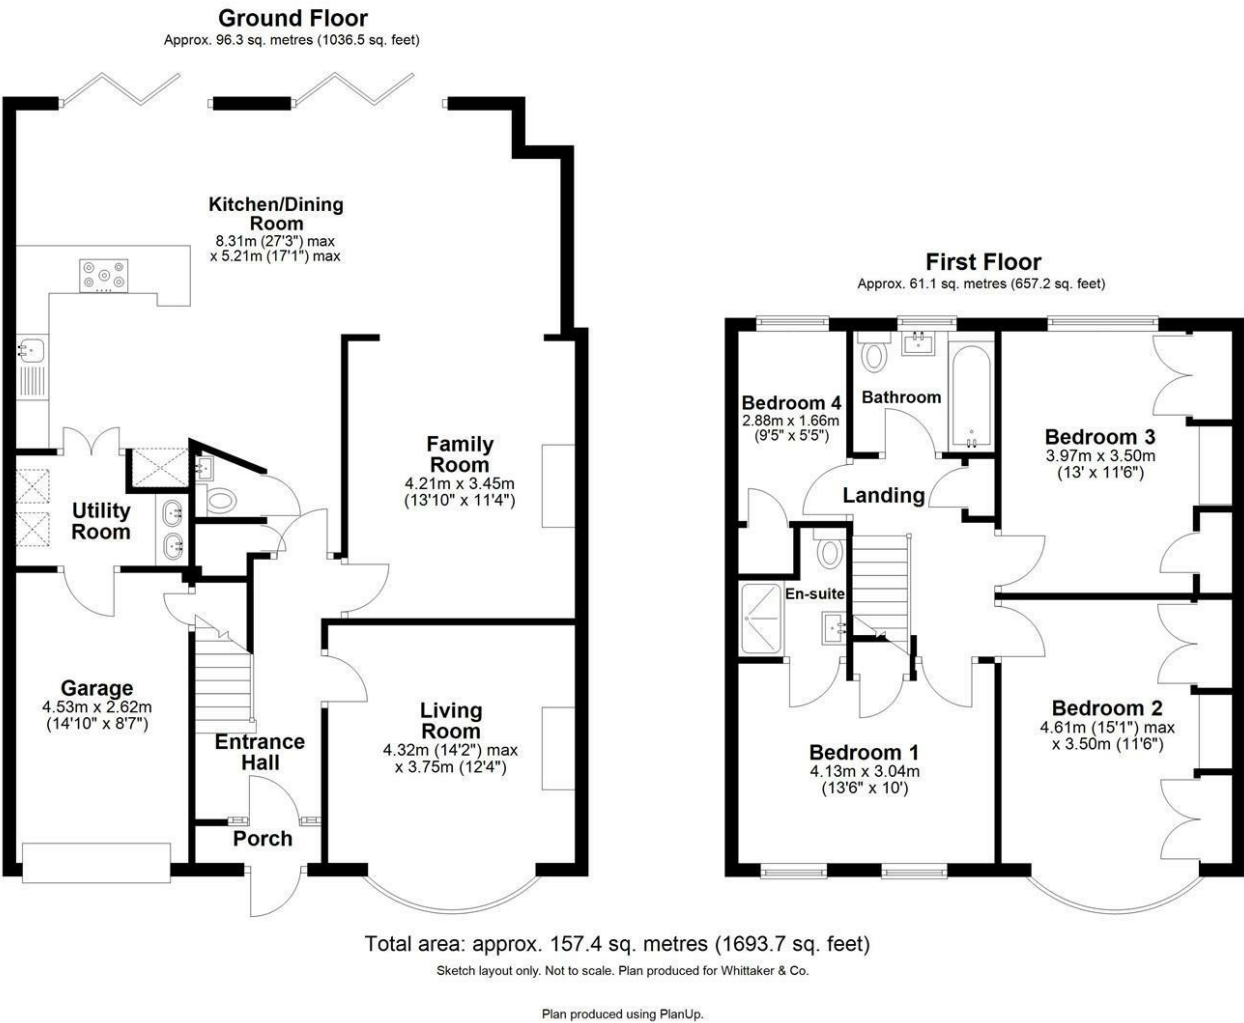 Ground Floor
Approx. 96.3 sq. metres (1036.5 sq. feet)
Kitchen/Dining
Room
8.31m (27'3") max
x 5.21m (17'1") max
Family
Room
4.21m x 3.45m
(13'10" x 11'4")
Utility
Room
Garage
4.53m x 2.62m
(14'10" x 8'7")
Living
Room
4.32m (14'2") max
x 3.75m (12'4")
Entrance
Hall
Porch
First Floor
Approx. 61.1 sq. metres (657.2 sq. feet)
Bedroom 4
2.88m x 1.66m
(9'5" x 5'5")
Bathroom
Bedroom 3
3.97m x 3.50m
(13' x 11'6")
Landing
En-suite
Bedroom 2
4.61m (15'1") max
x 3.50m (11'6")
Bedroom 1
4.13m x 3.04m
(13'6" x 10')
Total area: approx. 157.4 sq. metres (1693.7 sq. feet)
Sketch layout only. Not to scale. Plan produced for Whittaker & Co.
Plan produced using PlanUp.